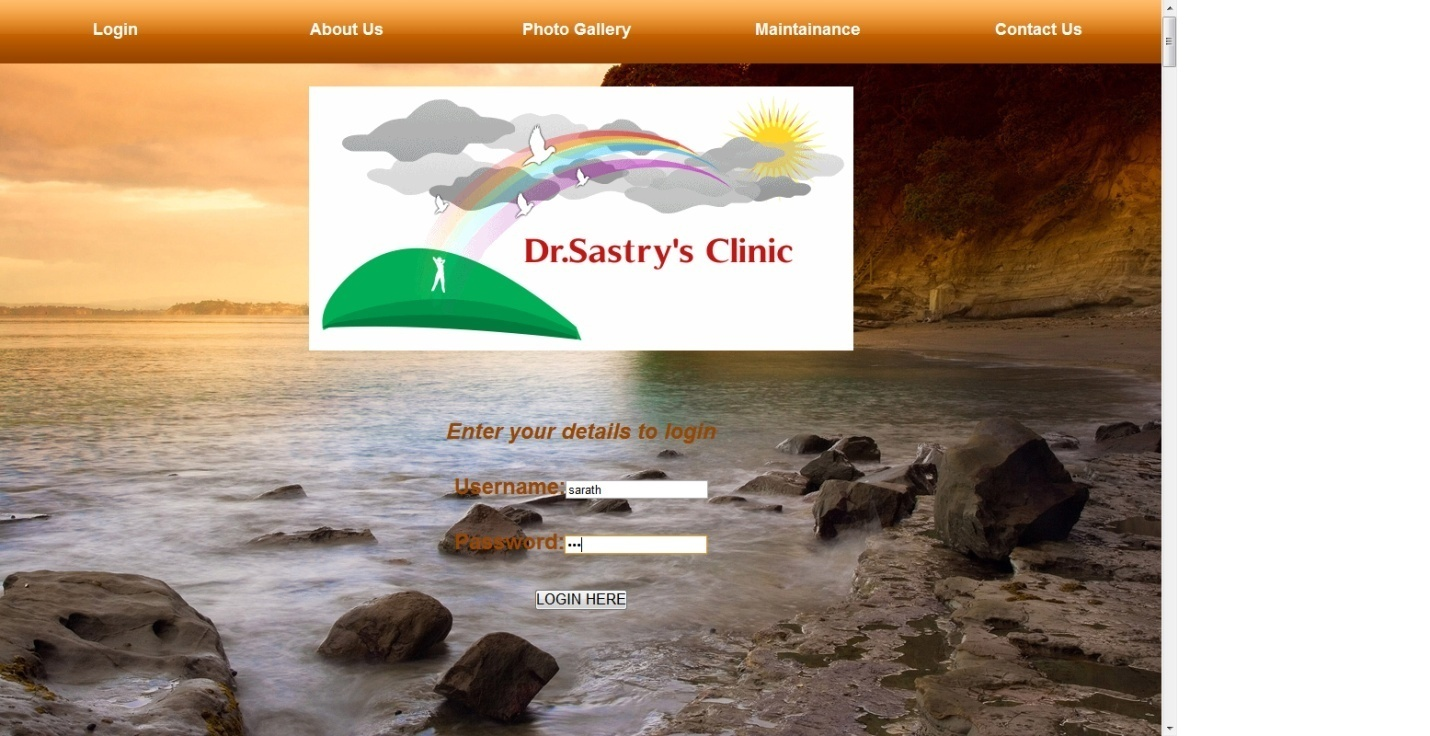 Login About Us Photo Gallery Maintainance Contact Us
Dr.Sastry's Clinic
Enter your details to login
Username: sarath
Password: •••
LOGIN HERE